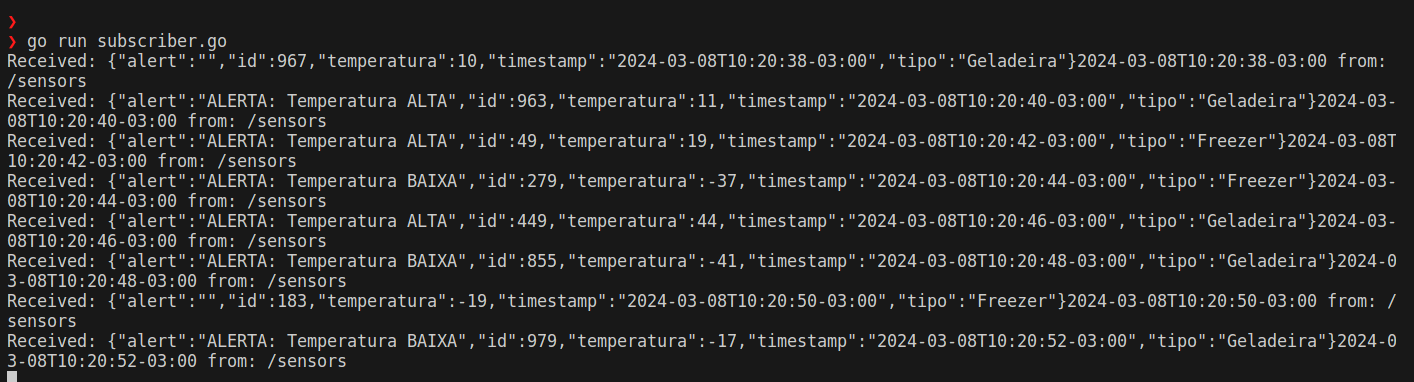 ❯
❯ go run subscriber.go
Received: {"alert":"","id":967,"temperatura":10,"timestamp":"2024-03-08T10:20:38-03:00","tipo":"Geladeira"}2024-03-08T10:20:38-03:00 from:
/sensors
Received: {"alert":"ALERTA: Temperatura ALTA","id":963,"temperatura":11,"timestamp":"2024-03-08T10:20:40-03:00","tipo":"Geladeira"}2024-03-
08T10:20:40-03:00 from: /sensors
Received: {"alert":"ALERTA: Temperatura ALTA","id":49,"temperatura":19,"timestamp":"2024-03-08T10:20:42-03:00","tipo":"Freezer"}2024-03-08T
10:20:42-03:00 from: /sensors
Received: {"alert":"ALERTA: Temperatura BAIXA","id":279,"temperatura":-37,"timestamp":"2024-03-08T10:20:44-03:00","tipo":"Freezer"}2024-03-
08T10:20:44-03:00 from: /sensors
Received: {"alert":"ALERTA: Temperatura ALTA","id":449,"temperatura":44,"timestamp":"2024-03-08T10:20:46-03:00","tipo":"Geladeira"}2024-03-
08T10:20:46-03:00 from: /sensors
Received: {"alert":"ALERTA: Temperatura BAIXA","id":855,"temperatura":-41,"timestamp":"2024-03-08T10:20:48-03:00","tipo":"Geladeira"}2024-0
3-08T10:20:48-03:00 from: /sensors
Received: {"alert":"","id":183,"temperatura":-19,"timestamp":"2024-03-08T10:20:50-03:00","tipo":"Freezer"}2024-03-08T10:20:50-03:00 from: /
sensors
Received: {"alert":"ALERTA: Temperatura BAIXA","id":979,"temperatura":-17,"timestamp":"2024-03-08T10:20:52-03:00","tipo":"Geladeira"}2024-0
3-08T10:20:52-03:00 from: /sensors